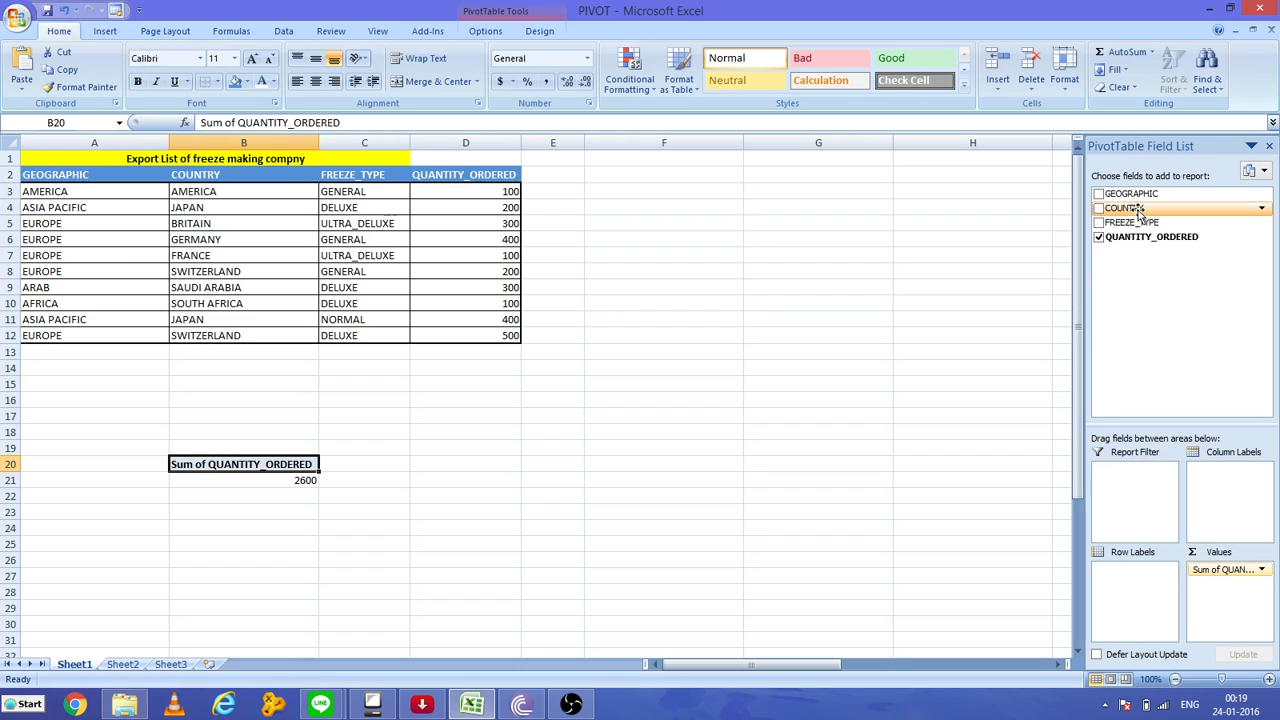 PivotTable Tools
PIVOT - Microsoft Excel
Home Insert Page Layout Formulas Data Review View Add-Ins Options Design
Paste
Cut
Copy
Format Painter
Clipboard
Calibri 11
B I U
Font
Wrap Text
Merge & Center
Alignment
General
$ % ,
Number
Conditional Formatting
Format as Table
Normal Bad Good
Neutral Calculation Check Cell
Styles
Insert Delete Format
Cells
AutoSum
Fill
Clear
Sort & Filter
Find & Select
Editing
B20 fx Sum of QUANTITY_ORDERED
A B C D E F G H
1 Export List of freeze making compny
2 GEOGRAPHIC COUNTRY FREEZE_TYPE QUANTITY_ORDERED
3 AMERICA AMERICA GENERAL 100
4 ASIA PACIFIC JAPAN DELUXE 200
5 EUROPE BRITAIN ULTRA_DELUXE 300
6 EUROPE GERMANY GENERAL 400
7 EUROPE FRANCE ULTRA_DELUXE 100
8 EUROPE SWITZERLAND GENERAL 200
9 ARAB SAUDI ARABIA DELUXE 300
10 AFRICA SOUTH AFRICA DELUXE 100
11 ASIA PACIFIC JAPAN NORMAL 400
12 EUROPE SWITZERLAND DELUXE 500
13
14
15
16
17
18
19
20 Sum of QUANTITY_ORDERED
21 2600
22
23
24
25
26
27
28
29
30
31
32
PivotTable Field List
Choose fields to add to report:
GEOGRAPHIC
COUNTRY
FREEZE_TYPE
QUANTITY_ORDERED
Drag fields between areas below:
Report Filter Column Labels
Row Labels Σ Values
Sum of QUAN...
Defer Layout Update Update
Sheet1 Sheet2 Sheet3
Ready 100%
Start LINE ENG 00:19
24-01-2016